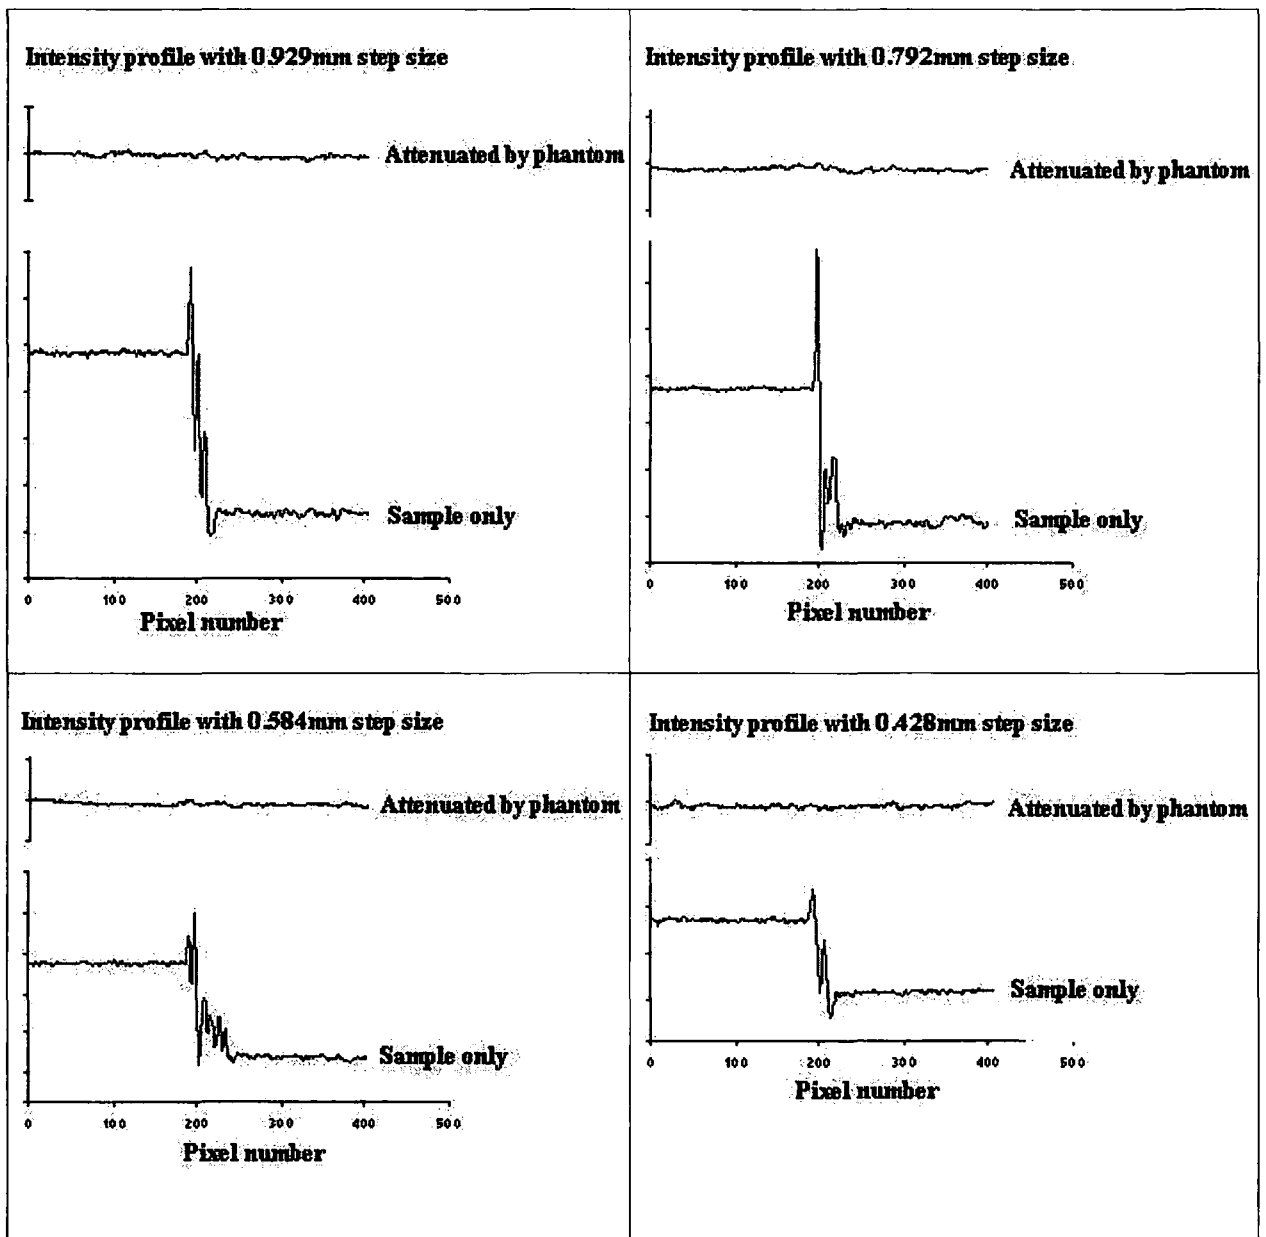 Intensity profile with 0.929mm step size
Attenuated by phantom
Sample only
0 100 200 300 400 500
Pixel number
Intensity profile with 0.792mm step size
Attenuated by phantom
Sample only
0 100 200 300 400 500
Pixel number
Intensity profile with 0.584mm step size
Attenuated by phantom
Sample only
0 100 200 300 400 500
Pixel number
Intensity profile with 0.428mm step size
Attenuated by phantom
Sample only
0 100 200 300 400 500
Pixel number